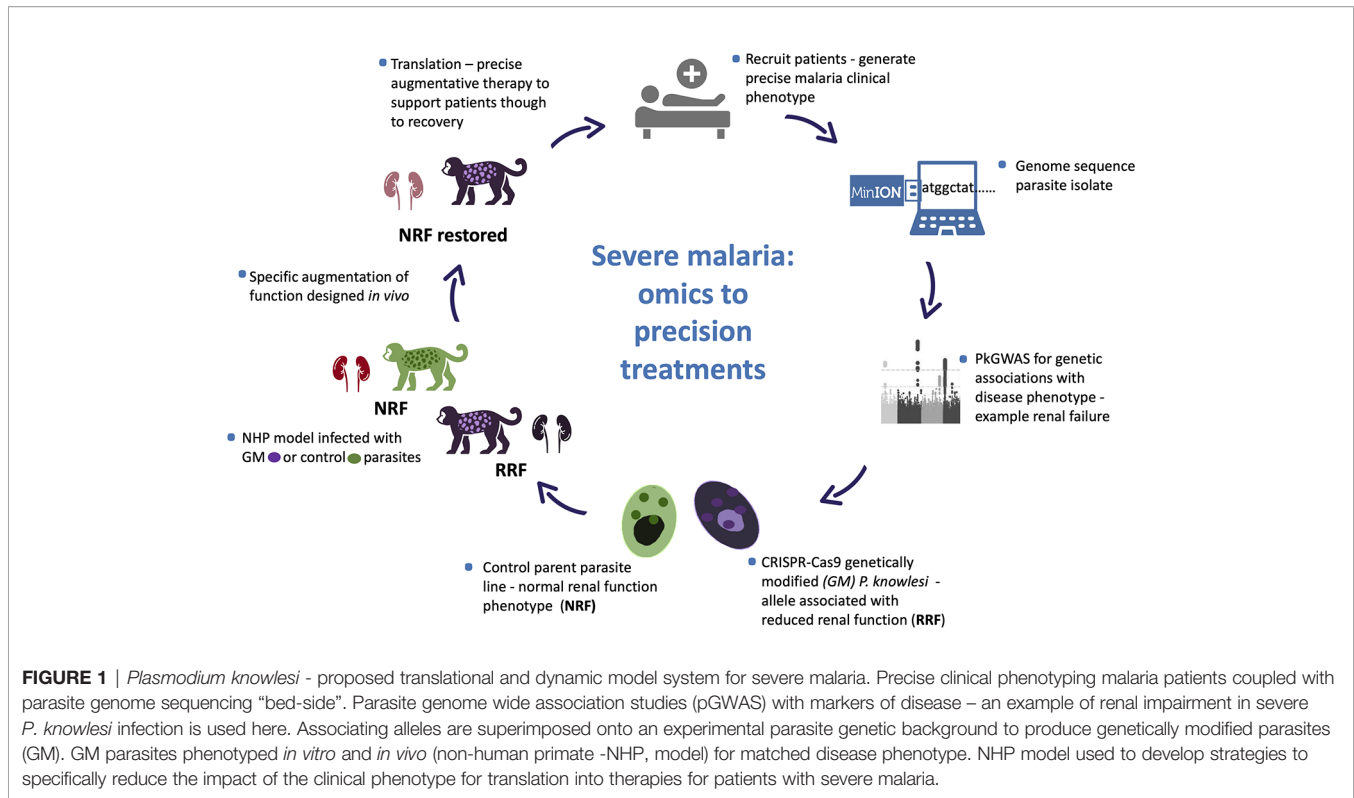 Translation – precise
augmentative therapy to
support patients though
to recovery
Recruit patients - generate
precise malaria clinical
phenotype
MinION
atggctat......
Genome sequence
parasite isolate
NRF restored
Severe malaria:
omics to
precision
treatments
Specific augmentation of
function designed in vivo
PkGWAS for genetic
associations with
disease phenotype -
example renal failure
NRF
NHP model infected with
GM or control parasites
RRF
Control parent parasite
line - normal renal function
phenotype (NRF)
CRISPR-Cas9 genetically
modified (GM) P. knowlesi -
allele associated with
reduced renal function (RRF)
FIGURE 1 | Plasmodium knowlesi - proposed translational and dynamic model system for severe malaria. Precise clinical phenotyping malaria patients coupled with
parasite genome sequencing “bed-side”. Parasite genome wide association studies (pGWAS) with markers of disease – an example of renal impairment in severe
P. knowlesi infection is used here. Associating alleles are superimposed onto an experimental parasite genetic background to produce genetically modified parasites
(GM). GM parasites phenotyped in vitro and in vivo (non-human primate -NHP, model) for matched disease phenotype. NHP model used to develop strategies to
specifically reduce the impact of the clinical phenotype for translation into therapies for patients with severe malaria.